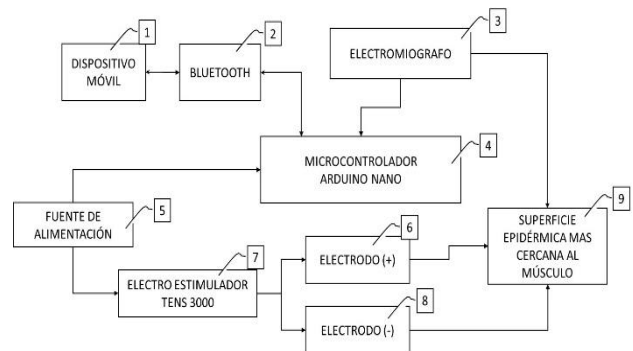 1
DISPOSITIVO
MÓVIL
2
BLUETOOTH
3
ELECTROMIOGRAFO
4
MICROCONTROLADOR
ARDUINO NANO
5
FUENTE DE
ALIMENTACIÓN
6
ELECTRODO (+)
7
ELECTRO ESTIMULADOR
TENS 3000
8
ELECTRODO (-)
9
SUPERFICIE
EPIDÉRMICA MAS
CERCANA AL
MÚSCULO